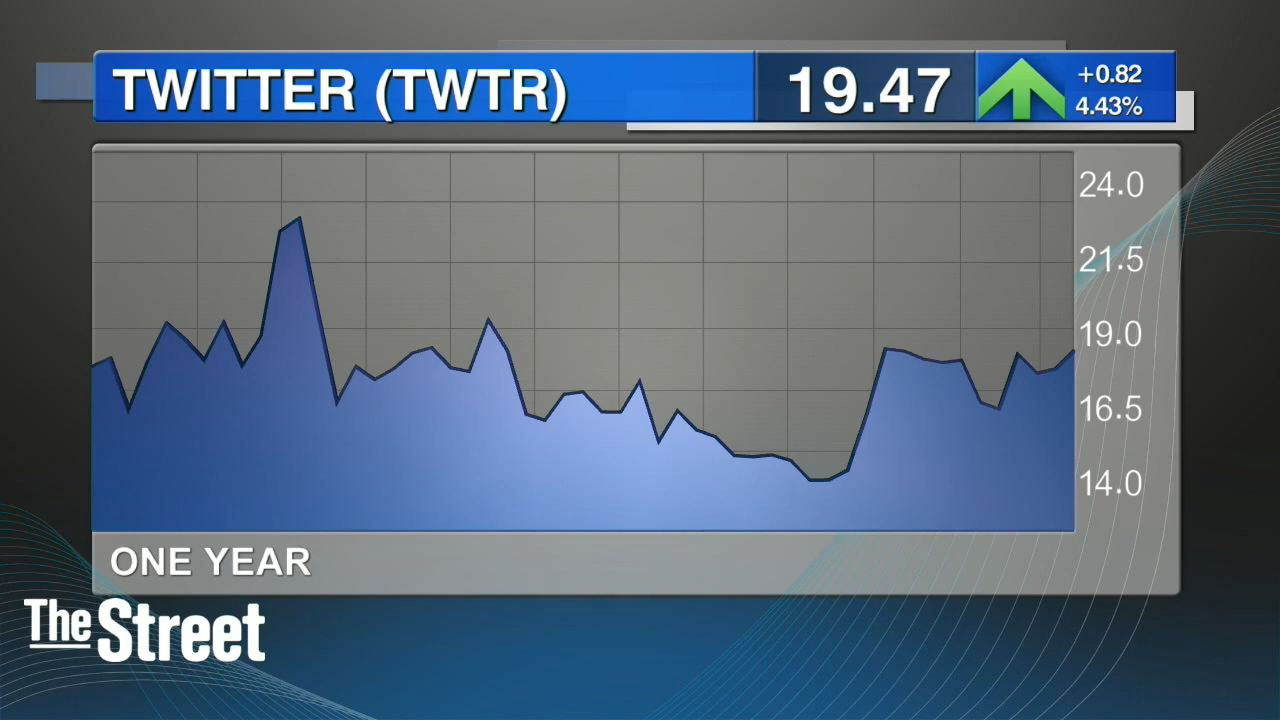 TWITTER (TWTR)
19.47
+0.82
4.43%
24.0
21.5
19.0
16.5
14.0
ONE YEAR
The Street